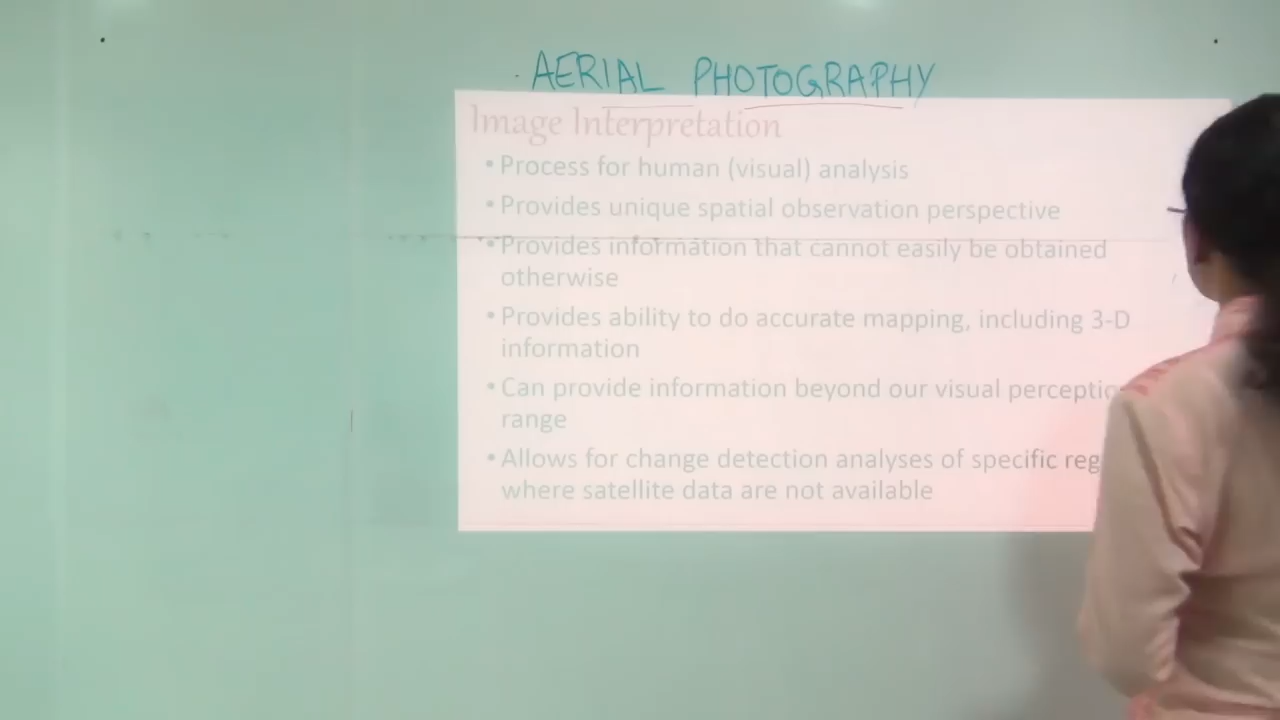 AERIAL PHOTOGRAPHY
Image Interpretation
• Process for human (visual) analysis
• Provides unique spatial observation perspective
• Provides information that cannot easily be obtained
otherwise
• Provides ability to do accurate mapping, including 3-D
information
• Can provide information beyond our visual
range
• Allows for change detection analyses of specific
where satellite data are not available